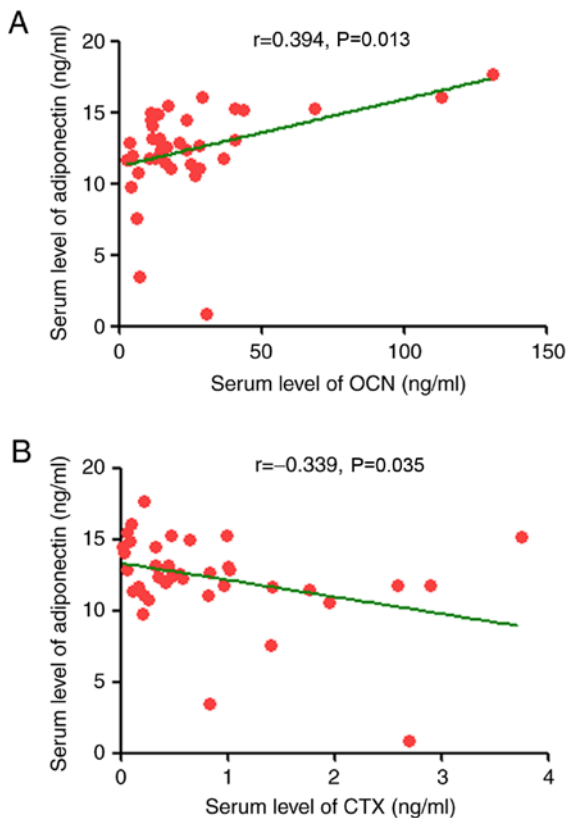 A
r=0.394, P=0.013
Serum level of adiponectin (ng/ml)
20
15
10
5
0
0 50 100 150
Serum level of OCN (ng/ml)
B
r=−0.339, P=0.035
Serum level of adiponectin (ng/ml)
20
15
10
5
0
0 1 2 3 4
Serum level of CTX (ng/ml)